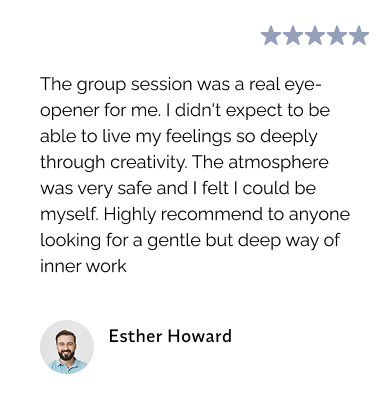 The group session was a real eye-
opener for me. I didn't expect to be
able to live my feelings so deeply
through creativity. The atmosphere
was very safe and I felt I could be
myself. Highly recommend to anyone
looking for a gentle but deep way of
inner work
Esther Howard